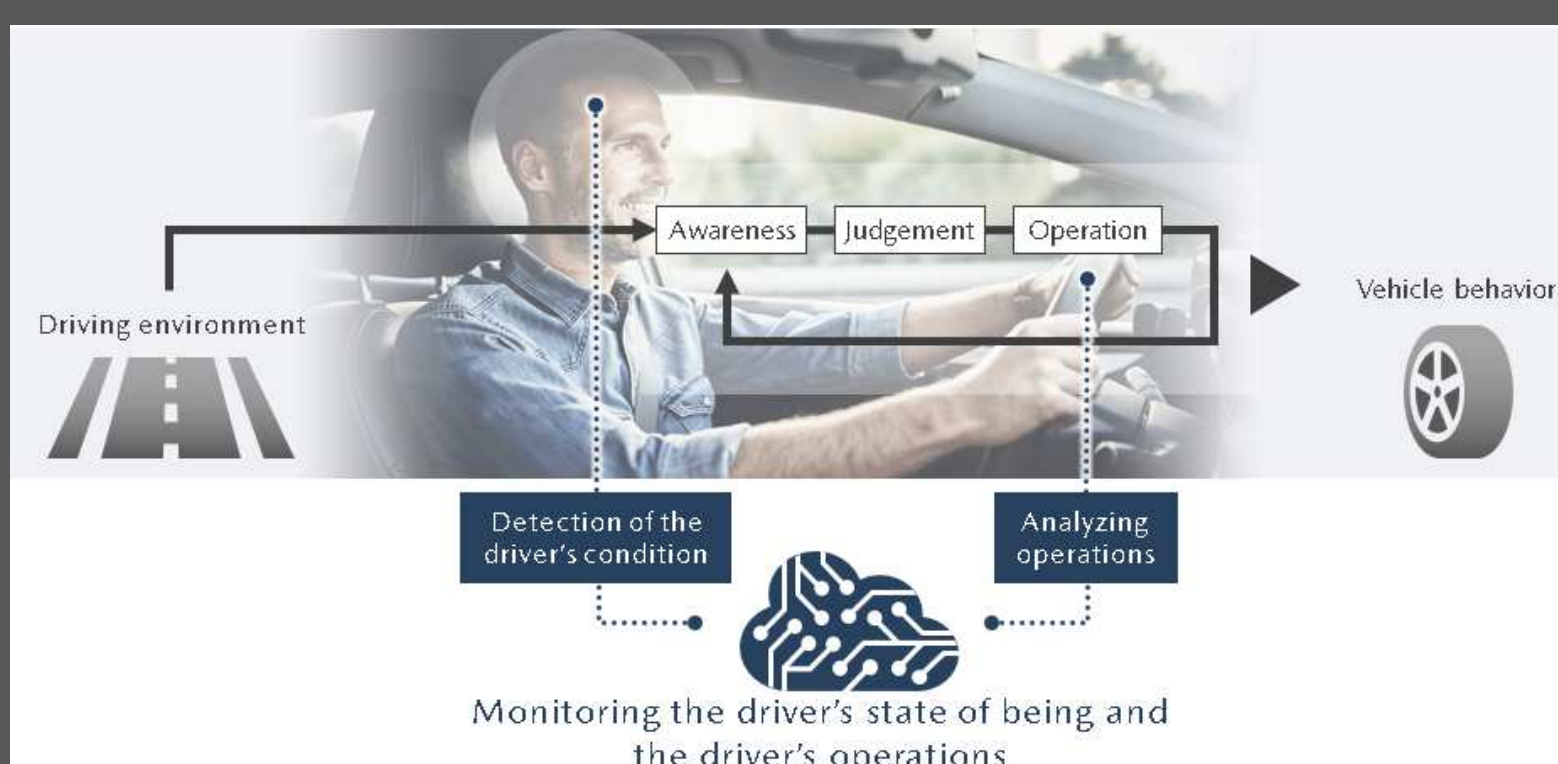 Awareness
Judgement
Operation
Driving environment
Vehicle behavior
Detection of the
driver's condition
Analyzing
operations
Monitoring the driver's state of being and
the driver's operations